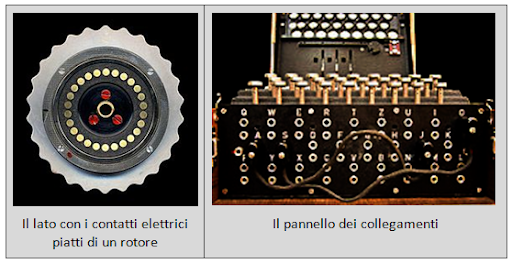 W E R T U
A S F H J
Y X V B N L
Il lato con i contatti elettrici
piatti di un rotore
Il pannello dei collegamenti